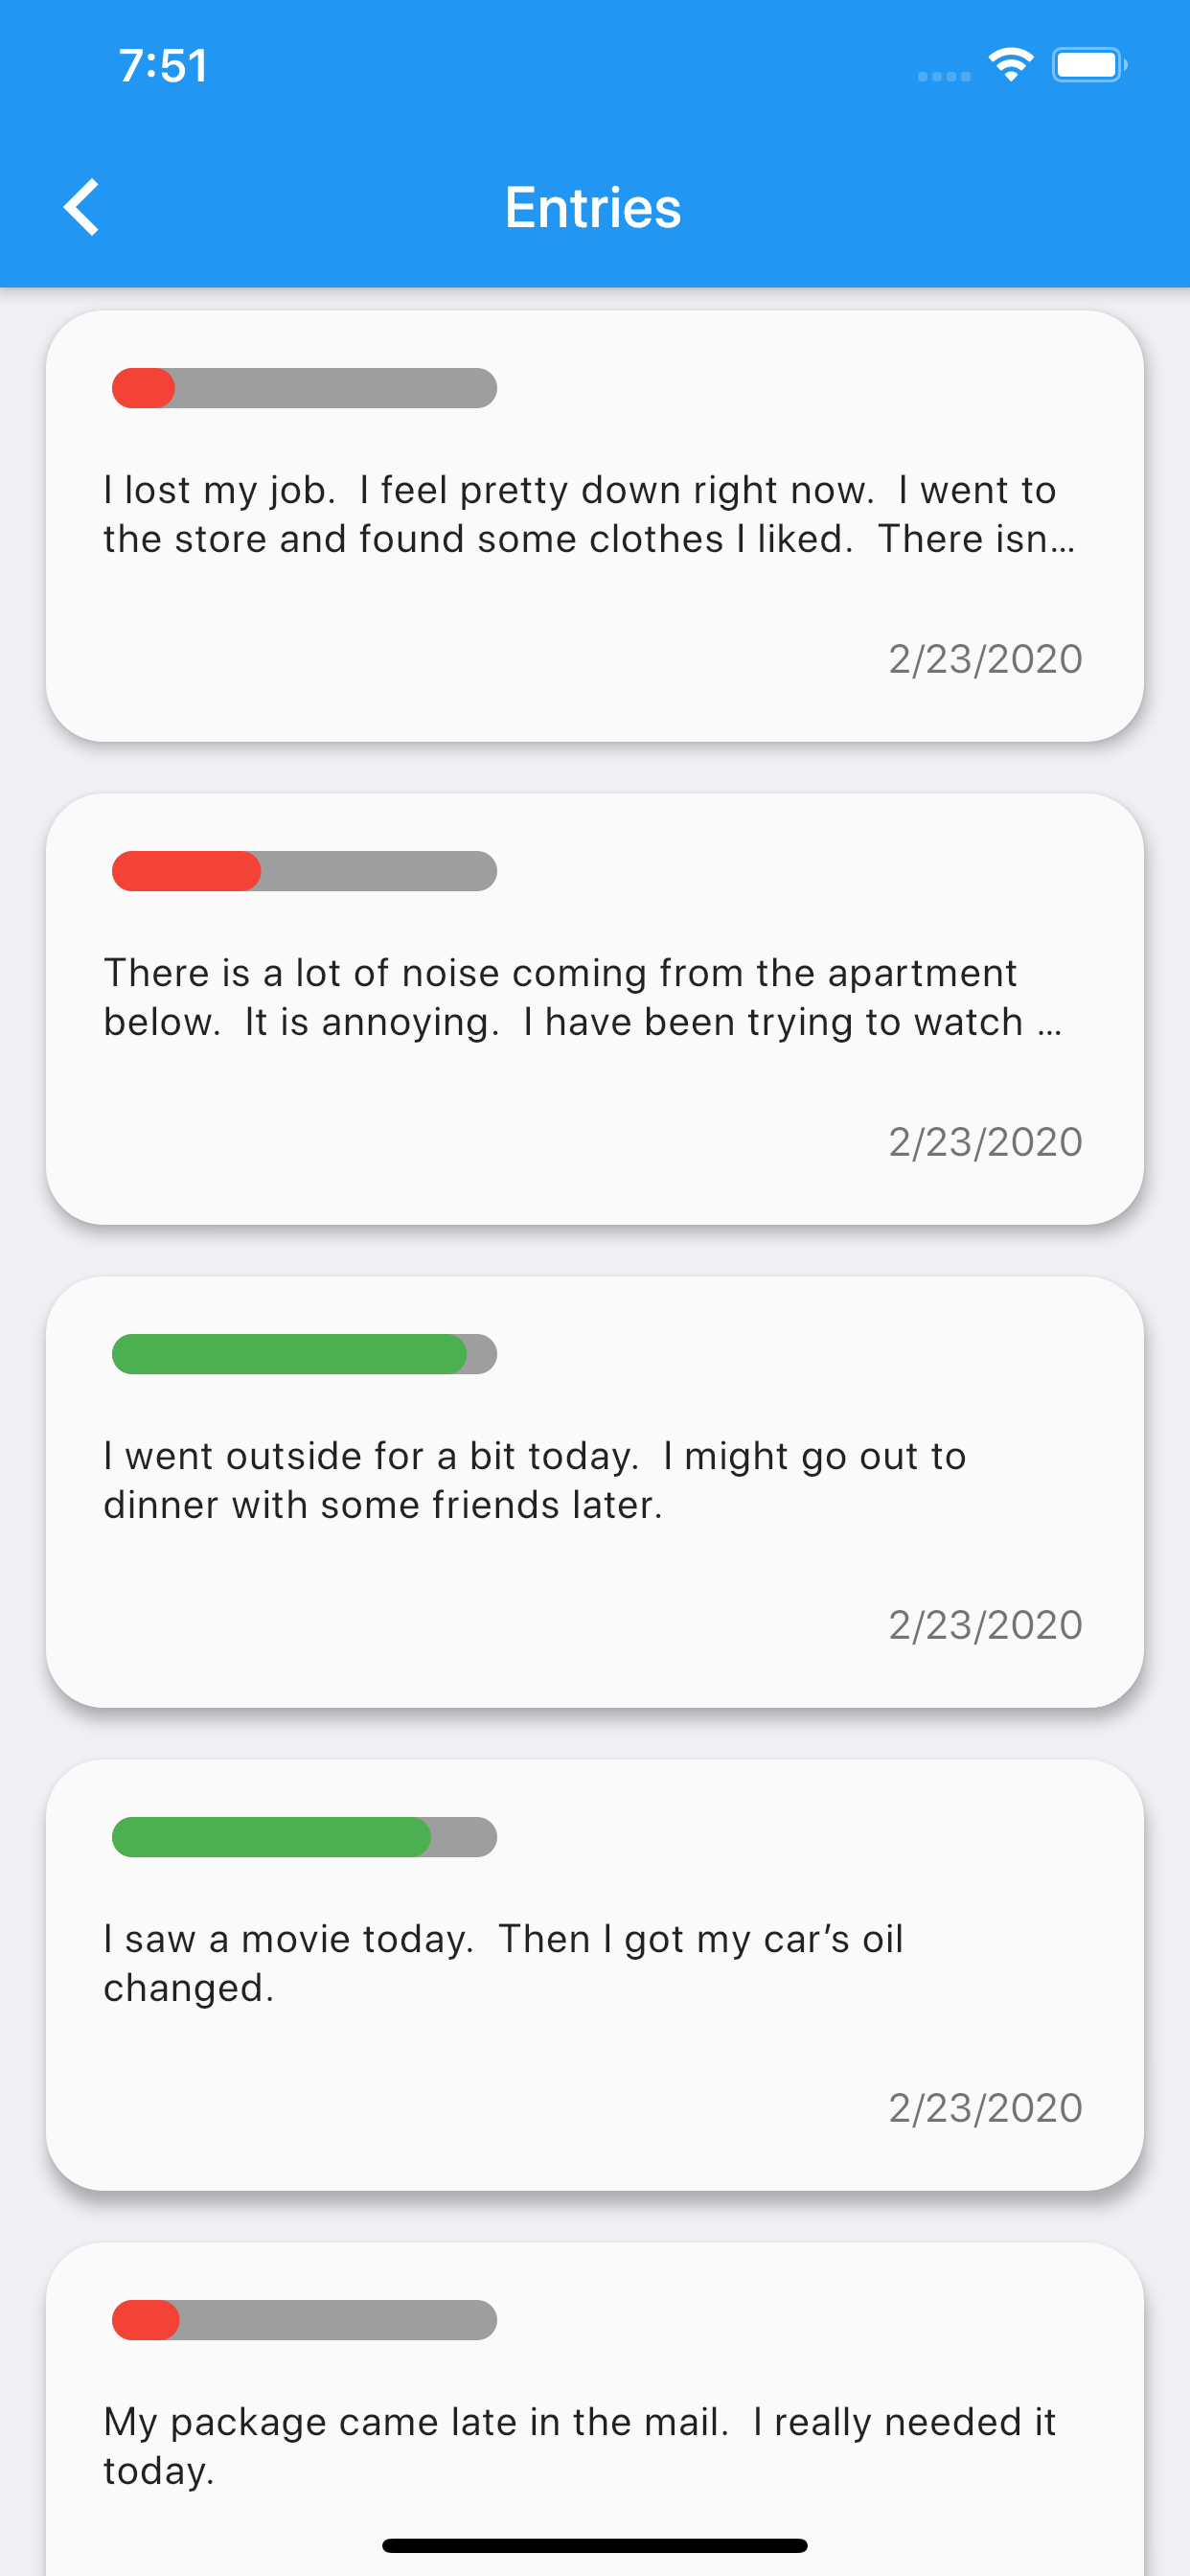 7:51
Entries
I lost my job.  I feel pretty down right now.  I went to
the store and found some clothes I liked.  There isn...
2/23/2020
There is a lot of noise coming from the apartment
below.  It is annoying.  I have been trying to watch ...
2/23/2020
I went outside for a bit today.  I might go out to
dinner with some friends later.
2/23/2020
I saw a movie today.  Then I got my car’s oil
changed.
2/23/2020
My package came late in the mail.  I really needed it
today.